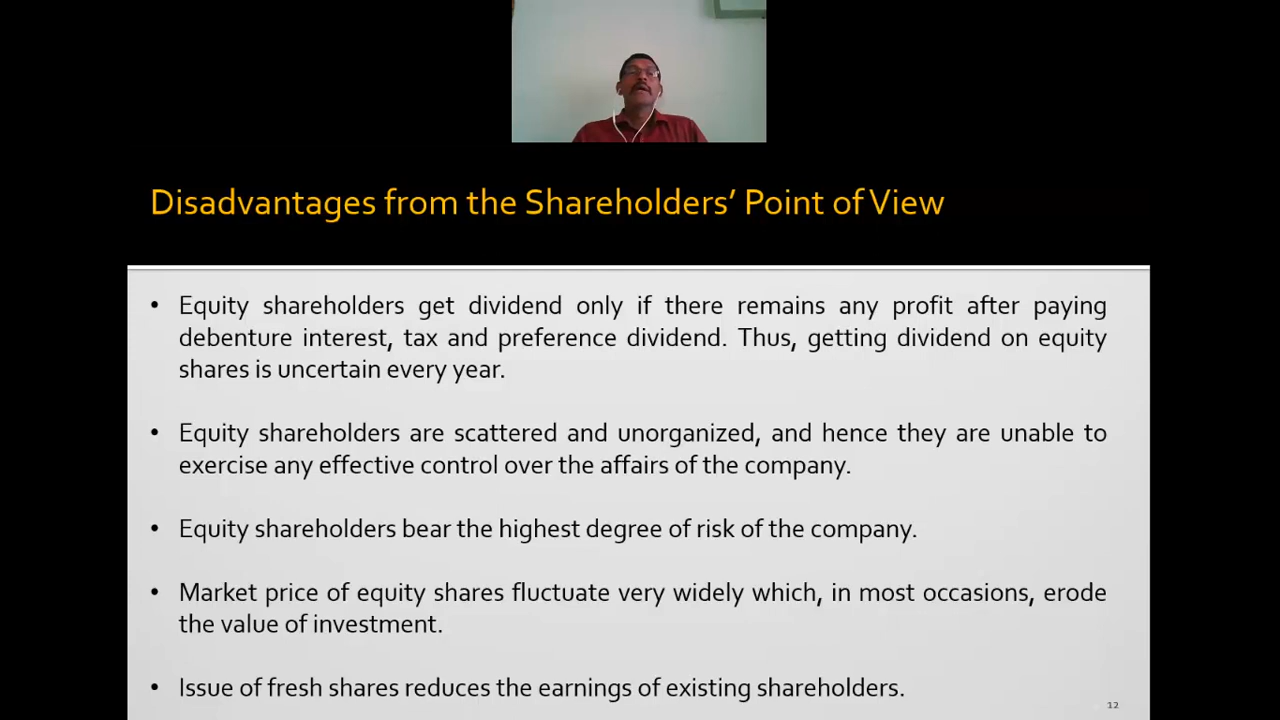 Disadvantages from the Shareholders' Point of View
• Equity shareholders get dividend only if there remains any profit after paying
debenture interest, tax and preference dividend. Thus, getting dividend on equity
shares is uncertain every year.
• Equity shareholders are scattered and unorganized, and hence they are unable to
exercise any effective control over the affairs of the company.
• Equity shareholders bear the highest degree of risk of the company.
• Market price of equity shares fluctuate very widely which, in most occasions, erode
the value of investment.
• Issue of fresh shares reduces the earnings of existing shareholders.
12